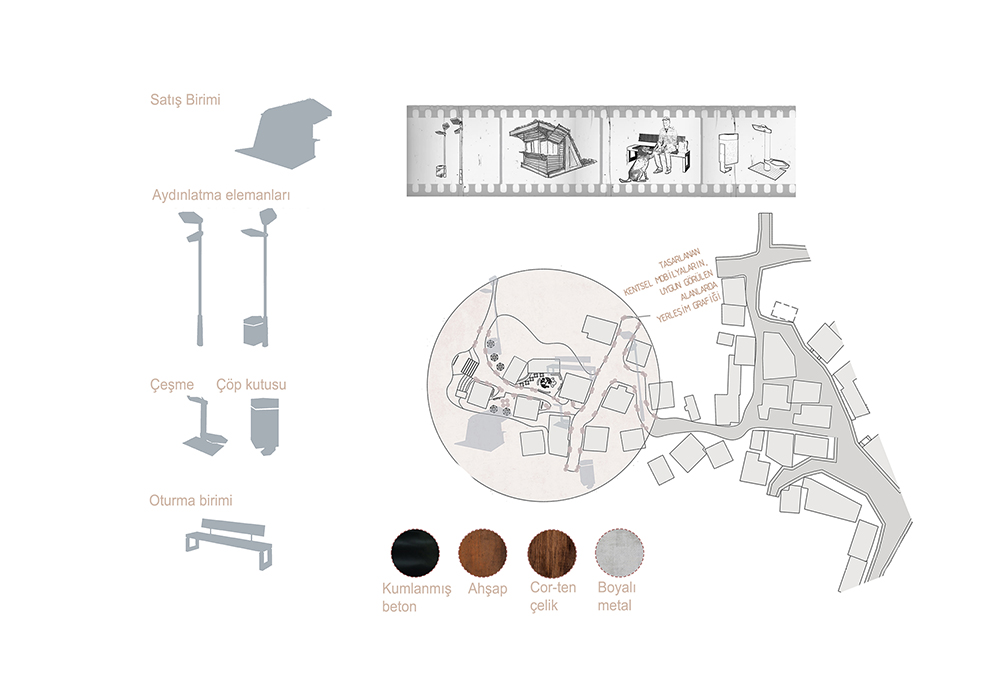 Satış Birimi
Aydınlatma elemanları
Çeşme
Çöp kutusu
Oturma birimi
TASARLANAN
KENTSEL MOBİLYALARIN,
UYGUN GÖRÜLEN
ALANLARDA
YERLEŞİM GRAFİĞİ
Kumlanmış
beton
Ahşap
Cor-ten
çelik
Boyalı
metal